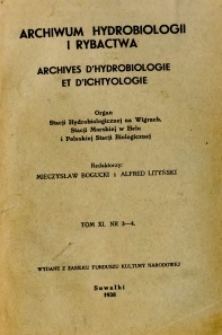 ARCHIWUM HYDROBIOLOGII
I RYBACTWA
ARCHIVES D'HYDROBIOLOGIE
ET D'ICHTYOLOGIE
Organ
Stacji Hydrobiologicznej na Wigrach,
Stacji Morskiej w Helu
i Poleskiej Stacji Biologicznej
Redaktorzy:
MIECZYSŁAW BOGUCKI i ALFRED LITYŃSKI
TOM XI. NR 3—4.
WYDANE Z ZASIŁKU FUNDUSZU KULTURY NARODOWEJ
Suwałki
1938